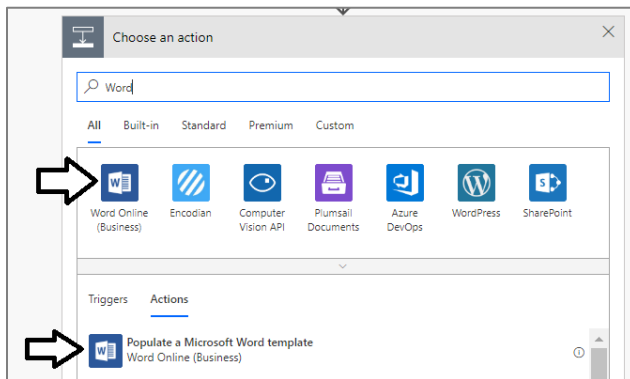 Choose an action
Word
All Built-in Standard Premium Custom
Word Online (Business)
Encodian
Computer Vision API
Plumsail Documents
Azure DevOps
WordPress
SharePoint
Triggers Actions
Populate a Microsoft Word template
Word Online (Business)